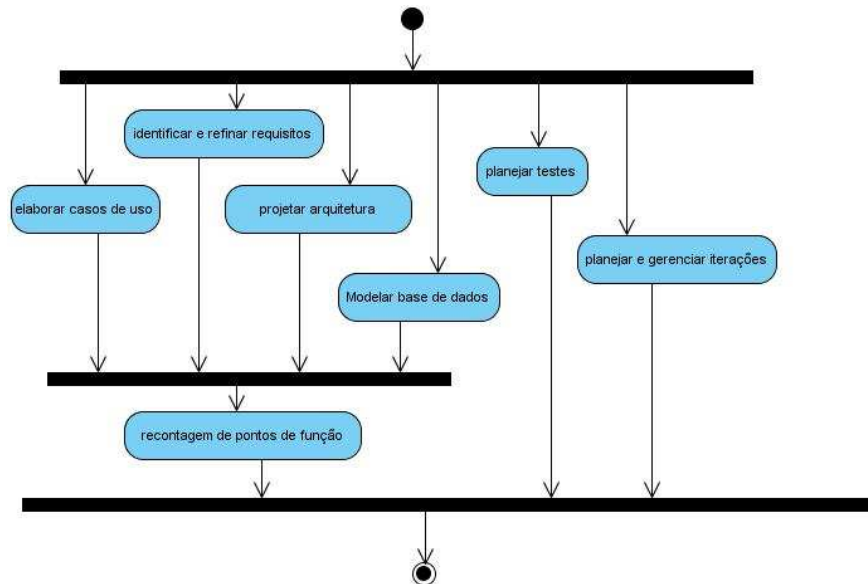 identificar e refinar requisitos
planejar testes
elaborar casos de uso
projetar arquitetura
planejar e gerenciar iterações
Modelar base de dados
recontagem de pontos de função